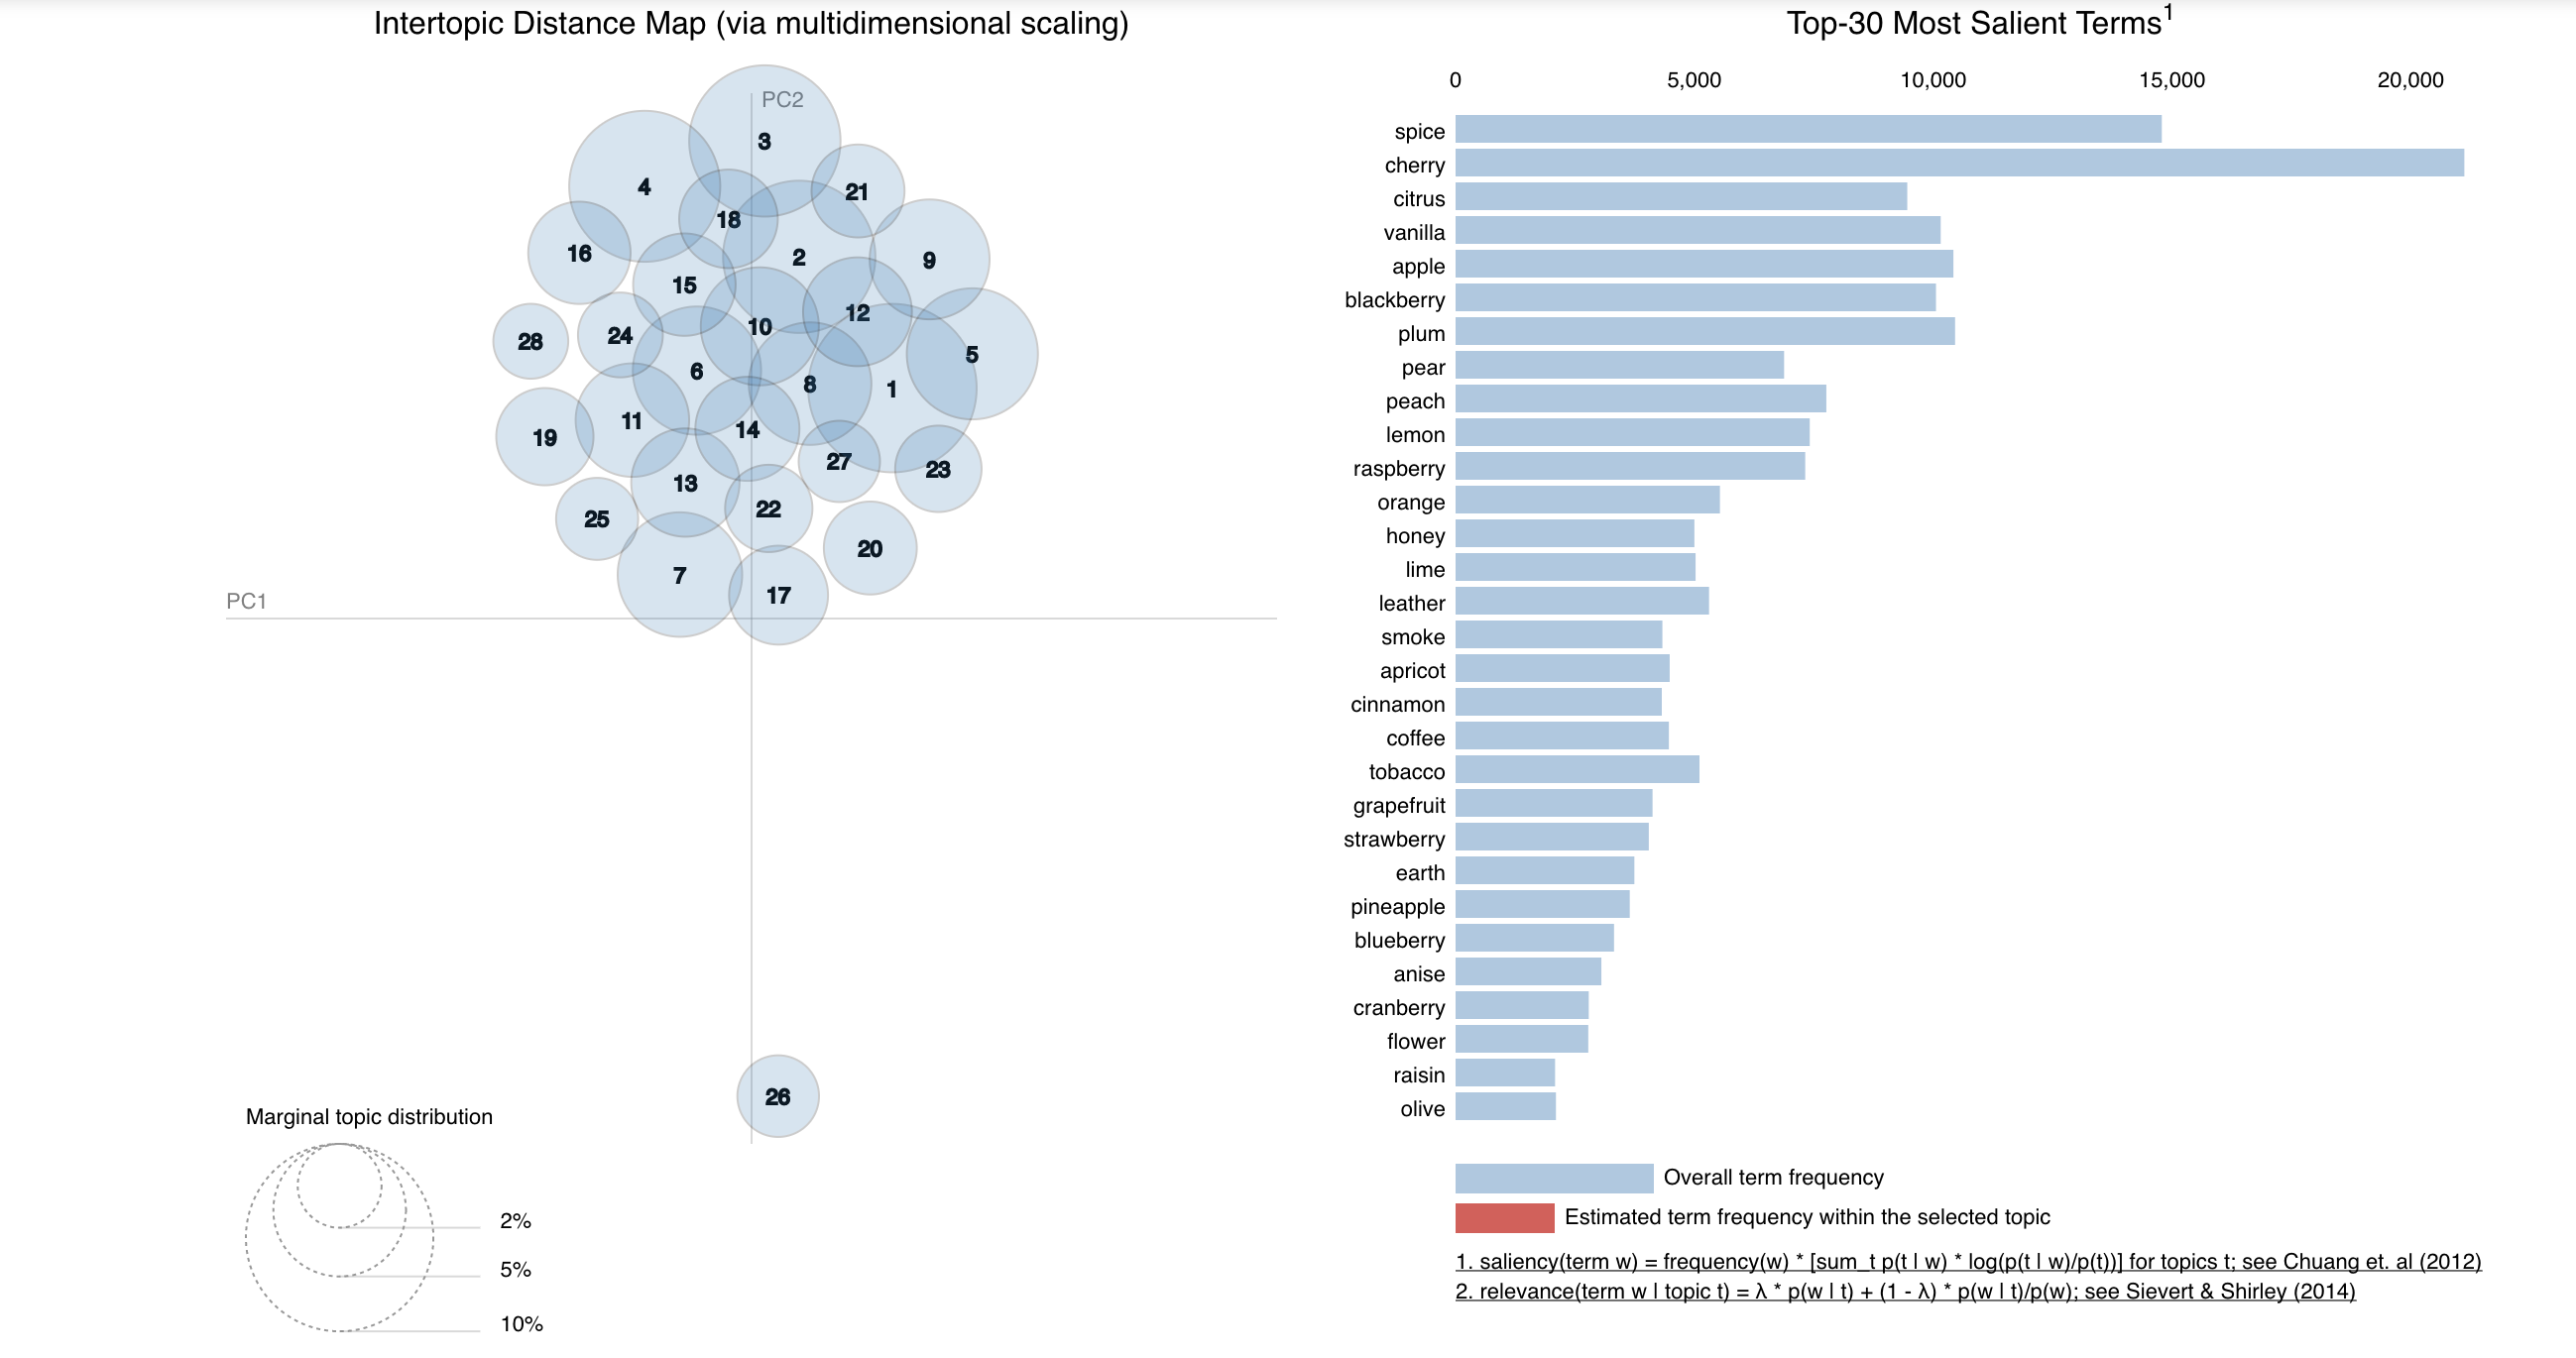 Intertopic Distance Map (via multidimensional scaling)
PC2
3
4
21
18
16
2
9
15
12
10
28
24
5
6
8
1
11
14
19
27
23
13
22
25
20
7
17
PC1
26
Marginal topic distribution
2%
5%
10%
Top-30 Most Salient Terms1
0 5,000 10,000 15,000 20,000
spice
cherry
citrus
vanilla
apple
blackberry
plum
pear
peach
lemon
raspberry
orange
honey
lime
leather
smoke
apricot
cinnamon
coffee
tobacco
grapefruit
strawberry
earth
pineapple
blueberry
anise
cranberry
flower
raisin
olive
Overall term frequency
Estimated term frequency within the selected topic
1. saliency(term w) = frequency(w) * [sum_t p(t | w) * log(p(t | w)/p(t))] for topics t; see Chuang et. al (2012)
2. relevance(term w | topic t) = λ * p(w | t) + (1 - λ) * p(w | t)/p(w); see Sievert & Shirley (2014)